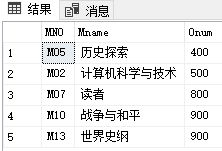 结果 消息
MNO Mname Onum
1 M05 历史探索 400
2 M02 计算机科学与技术 500
3 M07 读者 800
4 M10 战争与和平 900
5 M13 世界史纲 900